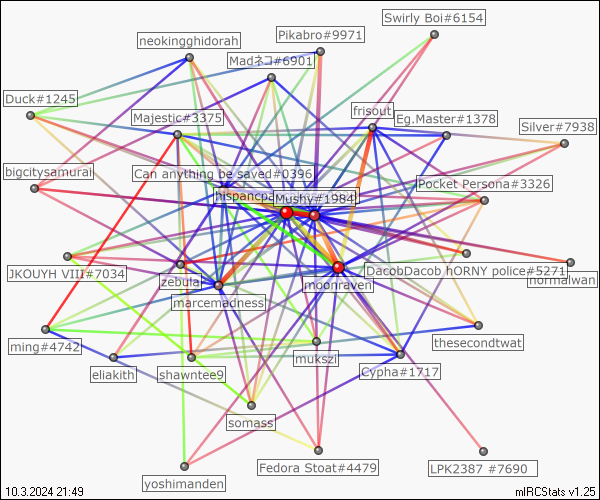 Swirly Boi#6154
Pikabro#9971
neokingghidorah
Madネコ#6901
Duck#1245
frisout
Majestic#3375
Eg.Master#1378
Silver#7938
bigcitysamurai
Can anything be saved#0396
Pocket Persona#3326
hispancpa
Mushy#1984
JKOUYH VIII#7034
DacobDacob hORNY police#5271
zebula
normalwan
moonraven
marcemadness
ming#4742
thesecondtwat
mukszi
eliakith
shawntee9
Cypha#1717
somass
yoshimanden
Fedora Stoat#4479
LPK2387 #7690
10.3.2024 21:49
mIRCStats v1.25